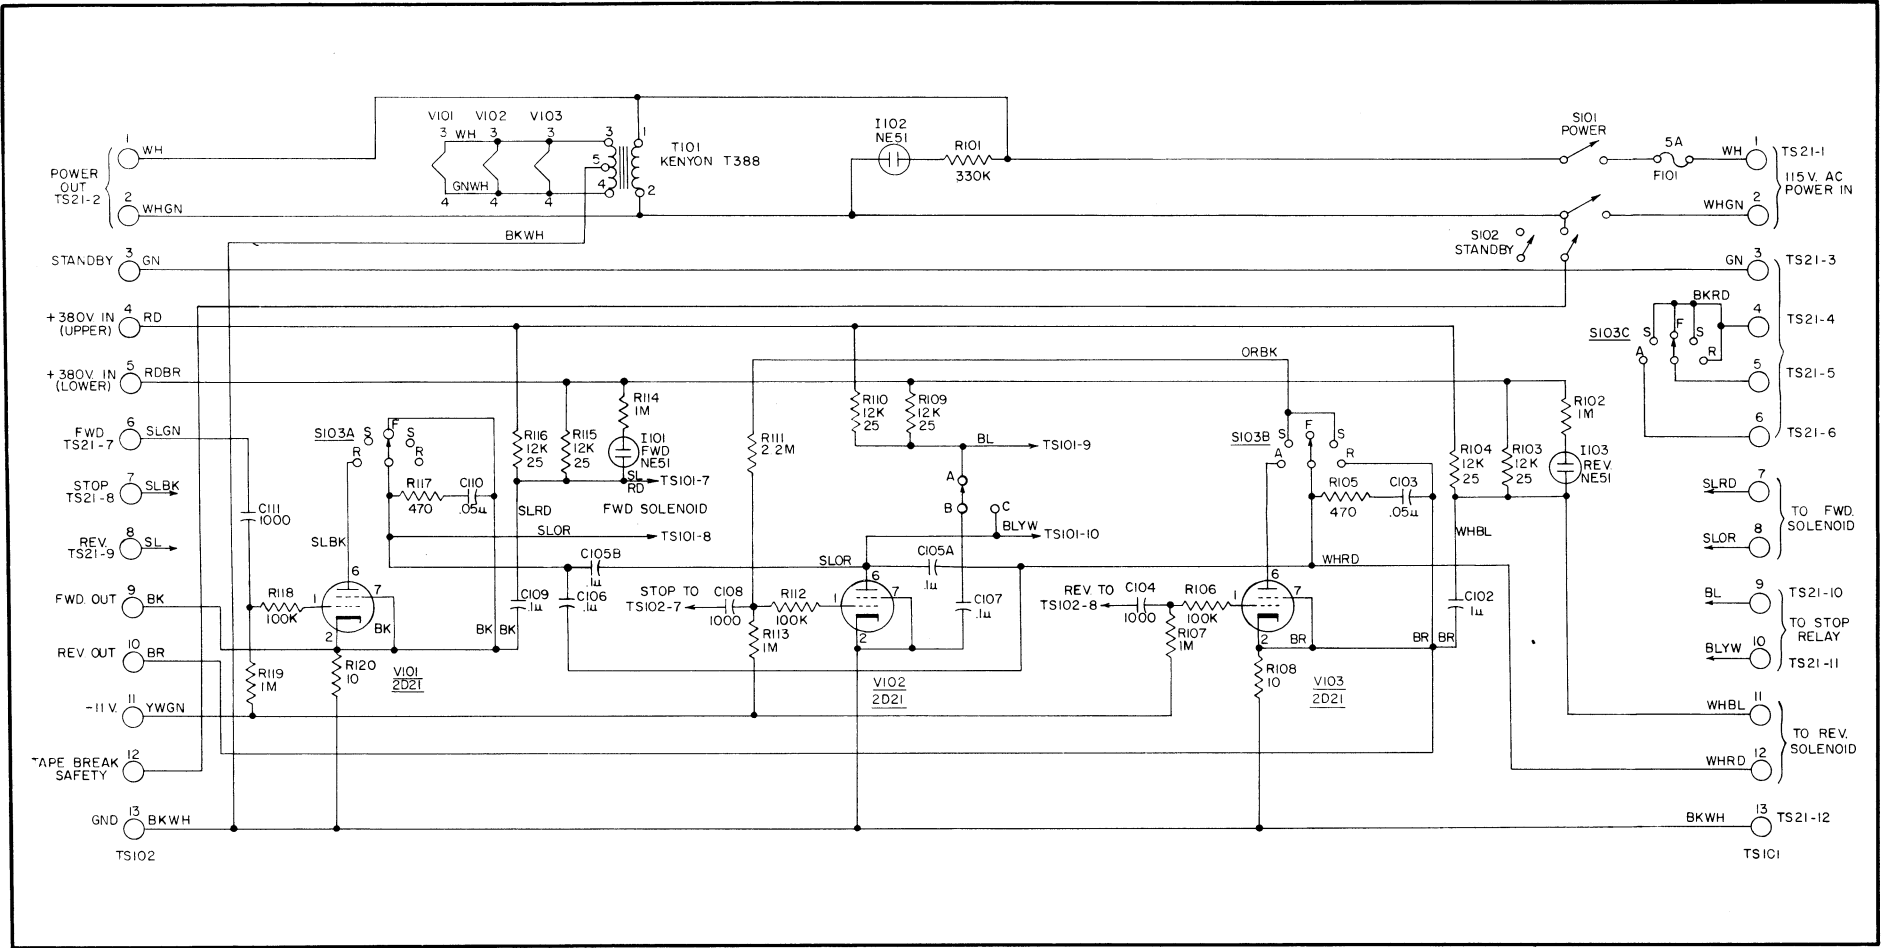 V101 V102 V103
3 WH 3 3 3 1
5
GNWH 4 2
4 4 4
T101
KENYON T388
I102
NE51
R101
330K
S101
POWER
5A
F101
WH 1 TS21-1
115 V. AC
POWER IN
WHGN 2
1 WH
POWER
OUT
TS21-2
2 WHGN
BKWH
S102
STANDBY
STANDBY 3 GN
GN 3 TS21-3
+380V IN
(UPPER)
4 RD
BKRD
4 TS21-4
S103C
S F S
A R
ORBK
+380V. IN
(LOWER)
5 RDBR
5 TS21-5
FWD
TS21-7
6 SLGN
6 TS21-6
S103A
S F S
R R
R114
1M
R116
12K
25
R115
12K
25
I101
FWD
NE51
SL
RD
TS101-7
FWD SOLENOID
R111
2.2M
R110
12K
25
R109
12K
25
BL TS101-9
A
B C
BLYW
TS101-10
S103B
S F S
A R
R102
1M
R104
12K
25
R103
12K
25
I103
REV.
NE51
STOP
TS21-8
7 SLBK
R117
470
C110
.05µ
R105
470
C103
.05µ
SLRD 7
TO FWD.
SOLENOID
SLOR 8
C111
1000
SLRD
SLOR TS101-8
WHBL
REV.
TS21-9
8 SL
SLBK
C105B
.1µ
SLOR
C105A
.1µ
WHRD
FWD. OUT 9 BK
R118
100K
1 6 7
2
BK
BK BK
C109
.1µ
C106
.1µ
STOP TO
TS102-7
C108
1000
R112
100K
1 6 7
2
C107
.1µ
REV. TO
TS102-8
C104
1000
R106
100K
1 6 7
2
BR
BR BR
C102
.1µ
BL 9 TS21-10
TO STOP
RELAY
BLYW 10 TS21-11
REV OUT 10 BR
R119
1M
R120
10
V101
2D21
R113
1M
V102
2D21
R107
1M
R108
10
V103
2D21
-11 V. 11 YWGN
WHBL 11
TO REV.
SOLENOID
WHRD 12
TAPE BREAK
SAFETY
12
GND 13 BKWH
BKWH 13 TS21-12
TS102
TS101